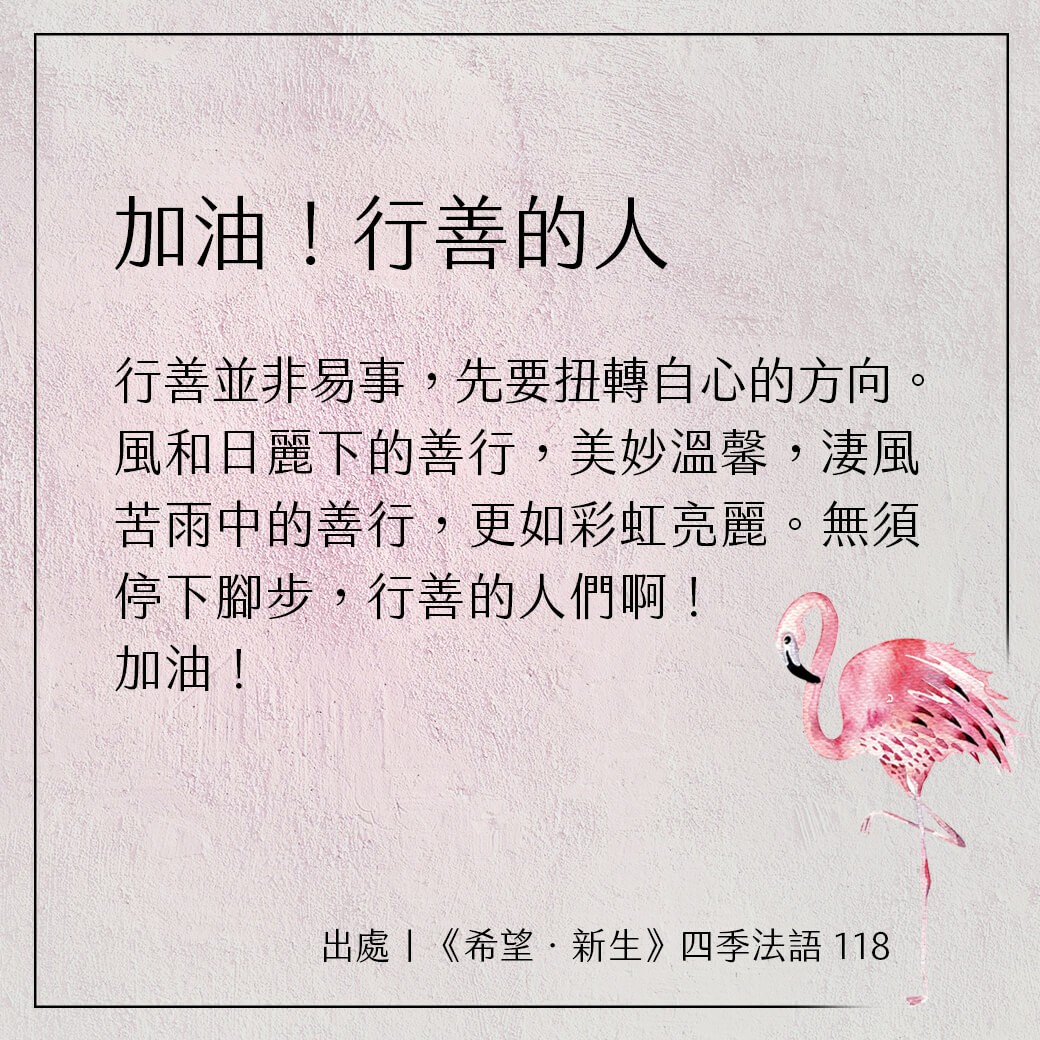 加油！行善的人
行善並非易事，先要扭轉自心的方向。
風和日麗下的善行，美妙溫馨，淒風
苦雨中的善行，更如彩虹亮麗。無須
停下腳步，行善的人們啊！
加油！
出處｜《希望・新生》四季法語 118